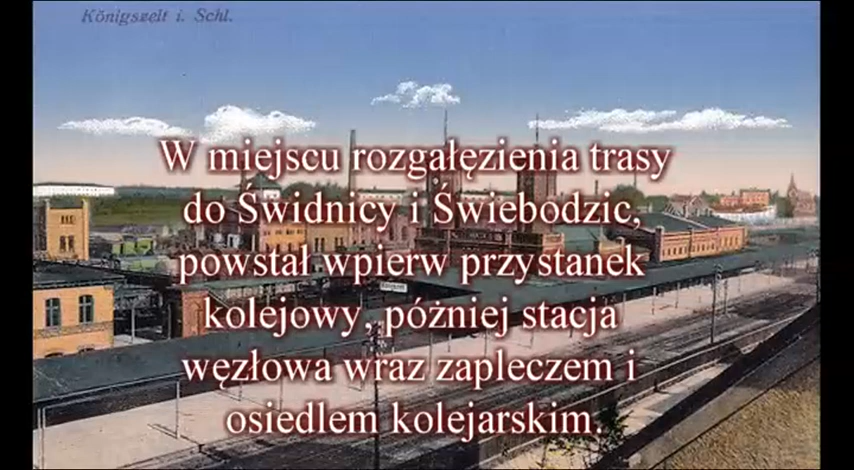 Königszelt i. Schl.
W miejscu rozgałęzienia trasy
do Świdnicy i Świebodzic,
powstał wpierw przystanek
kolejowy, później stacja
węzłowa wraz zapleczem i
osiedlem kolejarskim.